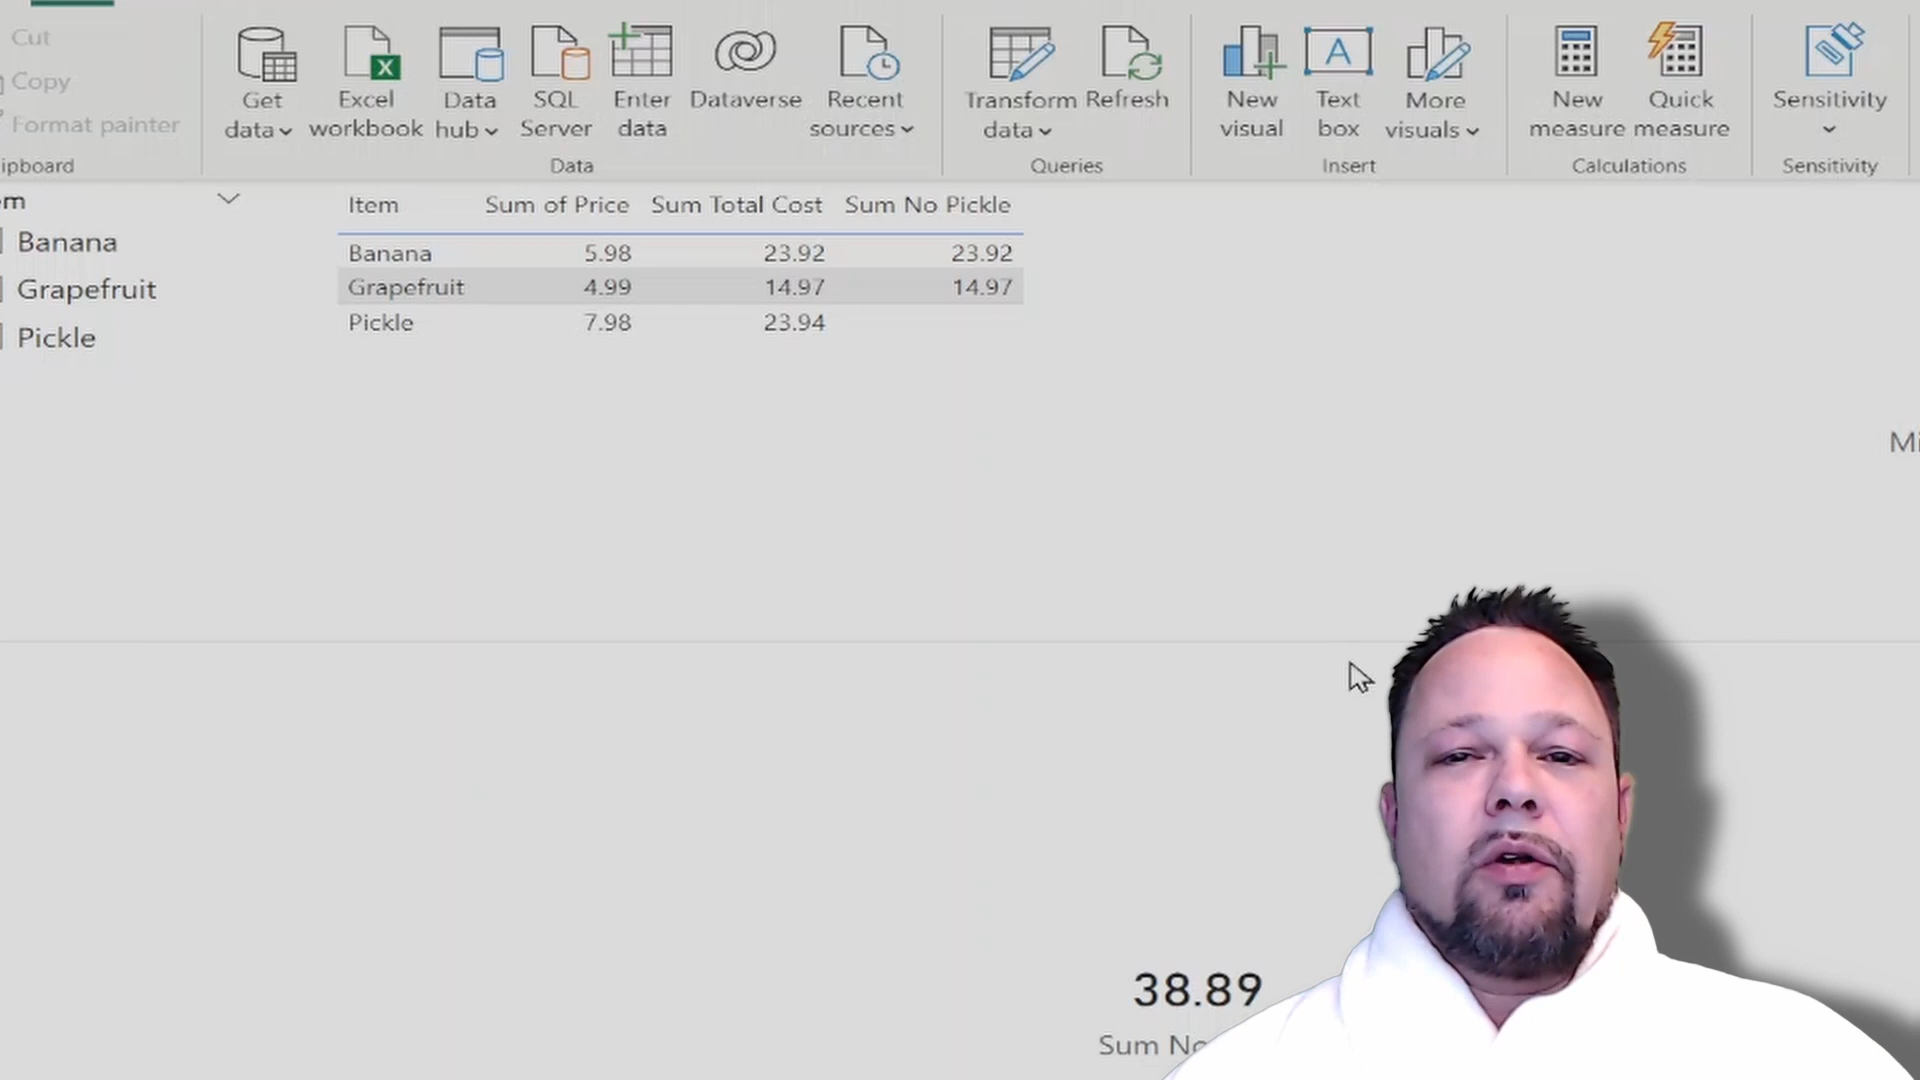 Cut
Copy
Format painter
Get data
Excel workbook
Data hub
SQL Server
Enter data
Dataverse
Recent sources
Transform data
Refresh
New visual
Text box
More visuals
New measure
Quick measure
Sensitivity
ipboard
Data
Queries
Insert
Calculations
Sensitivity
em
Banana
Grapefruit
Pickle
Item Sum of Price Sum Total Cost Sum No Pickle
Banana 5.98 23.92 23.92
Grapefruit 4.99 14.97 14.97
Pickle 7.98 23.94
Mi
38.89
Sum No